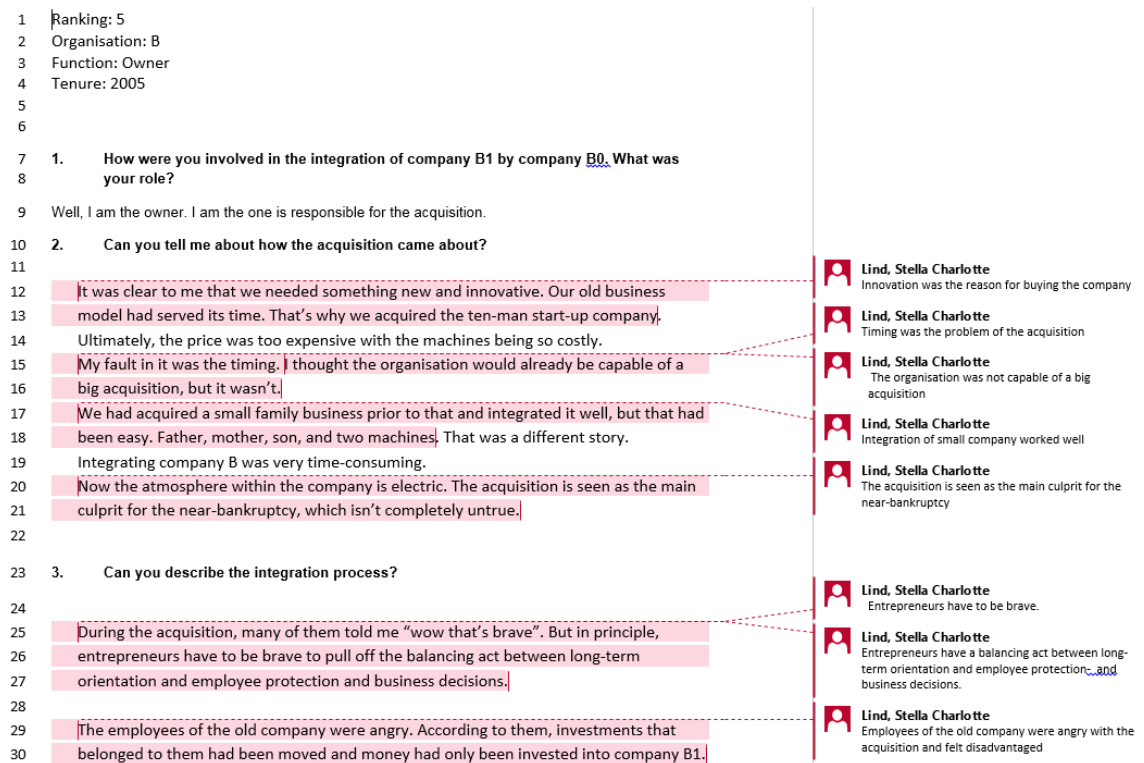 1 Ranking: 5
2 Organisation: B
3 Function: Owner
4 Tenure: 2005
5
6
7 1. How were you involved in the integration of company B1 by company B0. What was
8 your role?
9 Well, I am the owner. I am the one is responsible for the acquisition.
10 2. Can you tell me about how the acquisition came about?
11
12 It was clear to me that we needed something new and innovative. Our old business
13 model had served its time. That's why we acquired the ten-man start-up company.
14 Ultimately, the price was too expensive with the machines being so costly.
15 My fault in it was the timing. I thought the organisation would already be capable of a
16 big acquisition, but it wasn't.
17 We had acquired a small family business prior to that and integrated it well, but that had
18 been easy. Father, mother, son, and two machines. That was a different story.
19 Integrating company B was very time-consuming.
20 Now the atmosphere within the company is electric. The acquisition is seen as the main
21 culprit for the near-bankruptcy, which isn't completely untrue.
22
23 3. Can you describe the integration process?
24
25 During the acquisition, many of them told me “wow that's brave”. But in principle,
26 entrepreneurs have to be brave to pull off the balancing act between long-term
27 orientation and employee protection and business decisions.
28
29 The employees of the old company were angry. According to them, investments that
30 belonged to them had been moved and money had only been invested into company B1.
Lind, Stella Charlotte
Innovation was the reason for buying the company
Lind, Stella Charlotte
Timing was the problem of the acquisition
Lind, Stella Charlotte
The organisation was not capable of a big
acquisition
Lind, Stella Charlotte
Integration of small company worked well
Lind, Stella Charlotte
The acquisition is seen as the main culprit for the
near-bankruptcy
Lind, Stella Charlotte
Entrepreneurs have to be brave.
Lind, Stella Charlotte
Entrepreneurs have a balancing act between long-
term orientation and employee protection- and
business decisions.
Lind, Stella Charlotte
Employees of the old company were angry with the
acquisition and felt disadvantaged